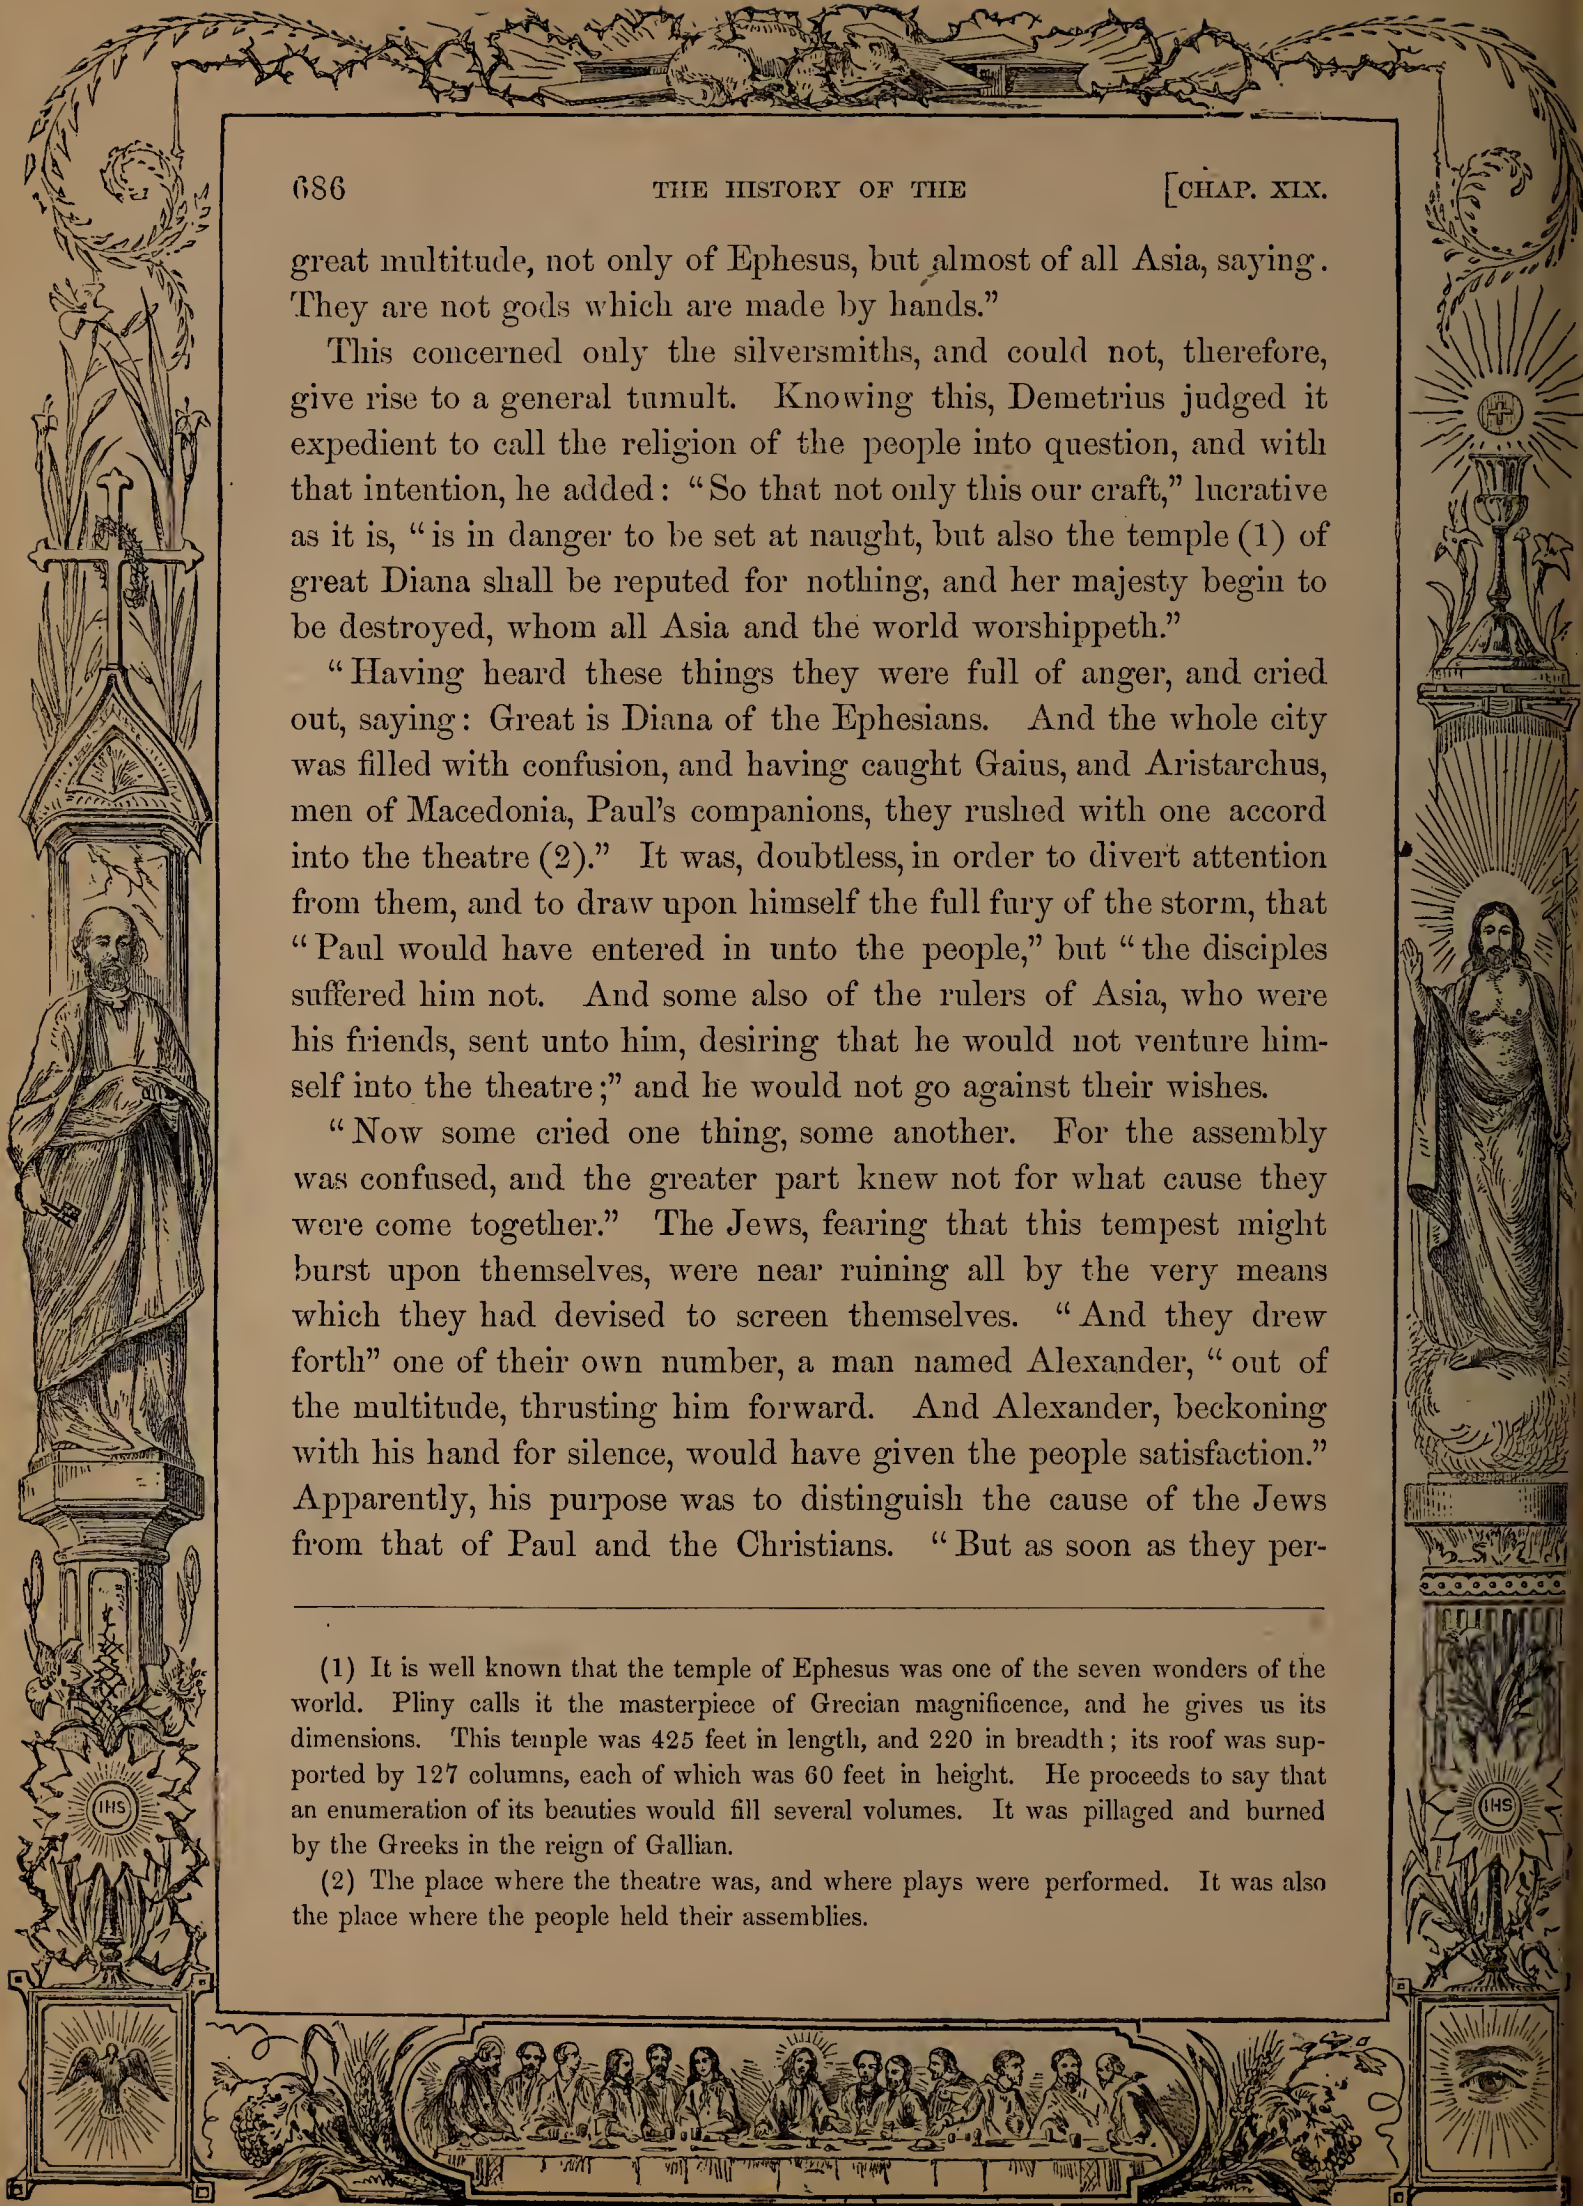 686 THE HISTORY OF THE [CHAP. XIX.
great multitude, not only of Ephesus, but almost of all Asia, saying.
They are not gods which are made by hands.”
This concerned only the silversmiths, and could not, therefore,
give rise to a general tumult. Knowing this, Demetrius judged it
expedient to call the religion of the people into question, and with
that intention, he added: “So that not only this our craft,” lucrative
as it is, “is in danger to be set at naught, but also the temple (1) of
great Diana shall be reputed for nothing, and her majesty begin to
be destroyed, whom all Asia and the world worshippeth.”
“Having heard these things they were full of anger, and cried
out, saying: Great is Diana of the Ephesians. And the whole city
was filled with confusion, and having caught Gaius, and Aristarchus,
men of Macedonia, Paul’s companions, they rushed with one accord
into the theatre (2).” It was, doubtless, in order to divert attention
from them, and to draw upon himself the full fury of the storm, that
“Paul would have entered in unto the people,” but “the disciples
suffered him not. And some also of the rulers of Asia, who were
his friends, sent unto him, desiring that he would not venture him-
self into the theatre;” and he would not go against their wishes.
“Now some cried one thing, some another. For the assembly
was confused, and the greater part knew not for what cause they
were come together.” The Jews, fearing that this tempest might
burst upon themselves, were near ruining all by the very means
which they had devised to screen themselves. “And they drew
forth” one of their own number, a man named Alexander, “out of
the multitude, thrusting him forward. And Alexander, beckoning
with his hand for silence, would have given the people satisfaction.”
Apparently, his purpose was to distinguish the cause of the Jews
from that of Paul and the Christians. “But as soon as they per-
(1) It is well known that the temple of Ephesus was one of the seven wonders of the
world. Pliny calls it the masterpiece of Grecian magnificence, and he gives us its
dimensions. This temple was 425 feet in length, and 220 in breadth; its roof was sup-
ported by 127 columns, each of which was 60 feet in height. He proceeds to say that
an enumeration of its beauties would fill several volumes. It was pillaged and burned
by the Greeks in the reign of Gallian.
(2) The place where the theatre was, and where plays were performed. It was also
the place where the people held their assemblies.
IHS
IHS